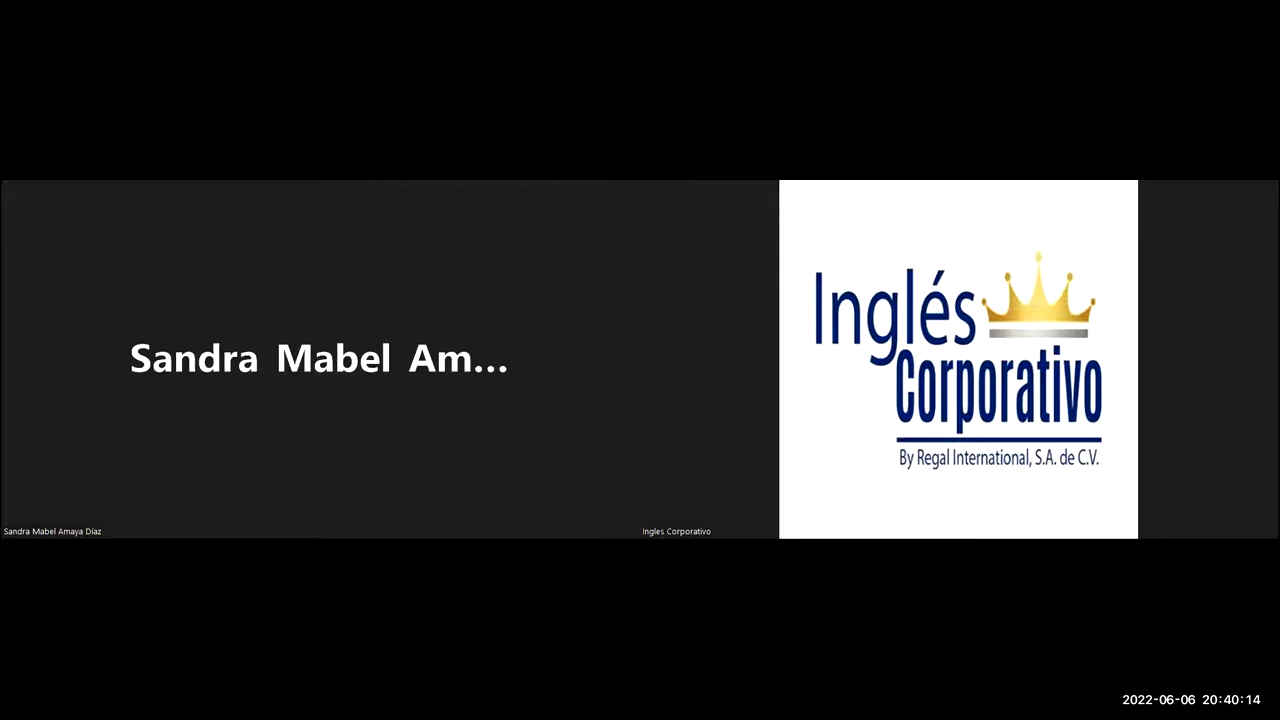 Sandra Mabel Am...
Inglés
Corporativo
By Regal International, S.A. de C.V.
Sandra Mabel Amaya Díaz
Ingles Corporativo
2022-06-06 20:40:14